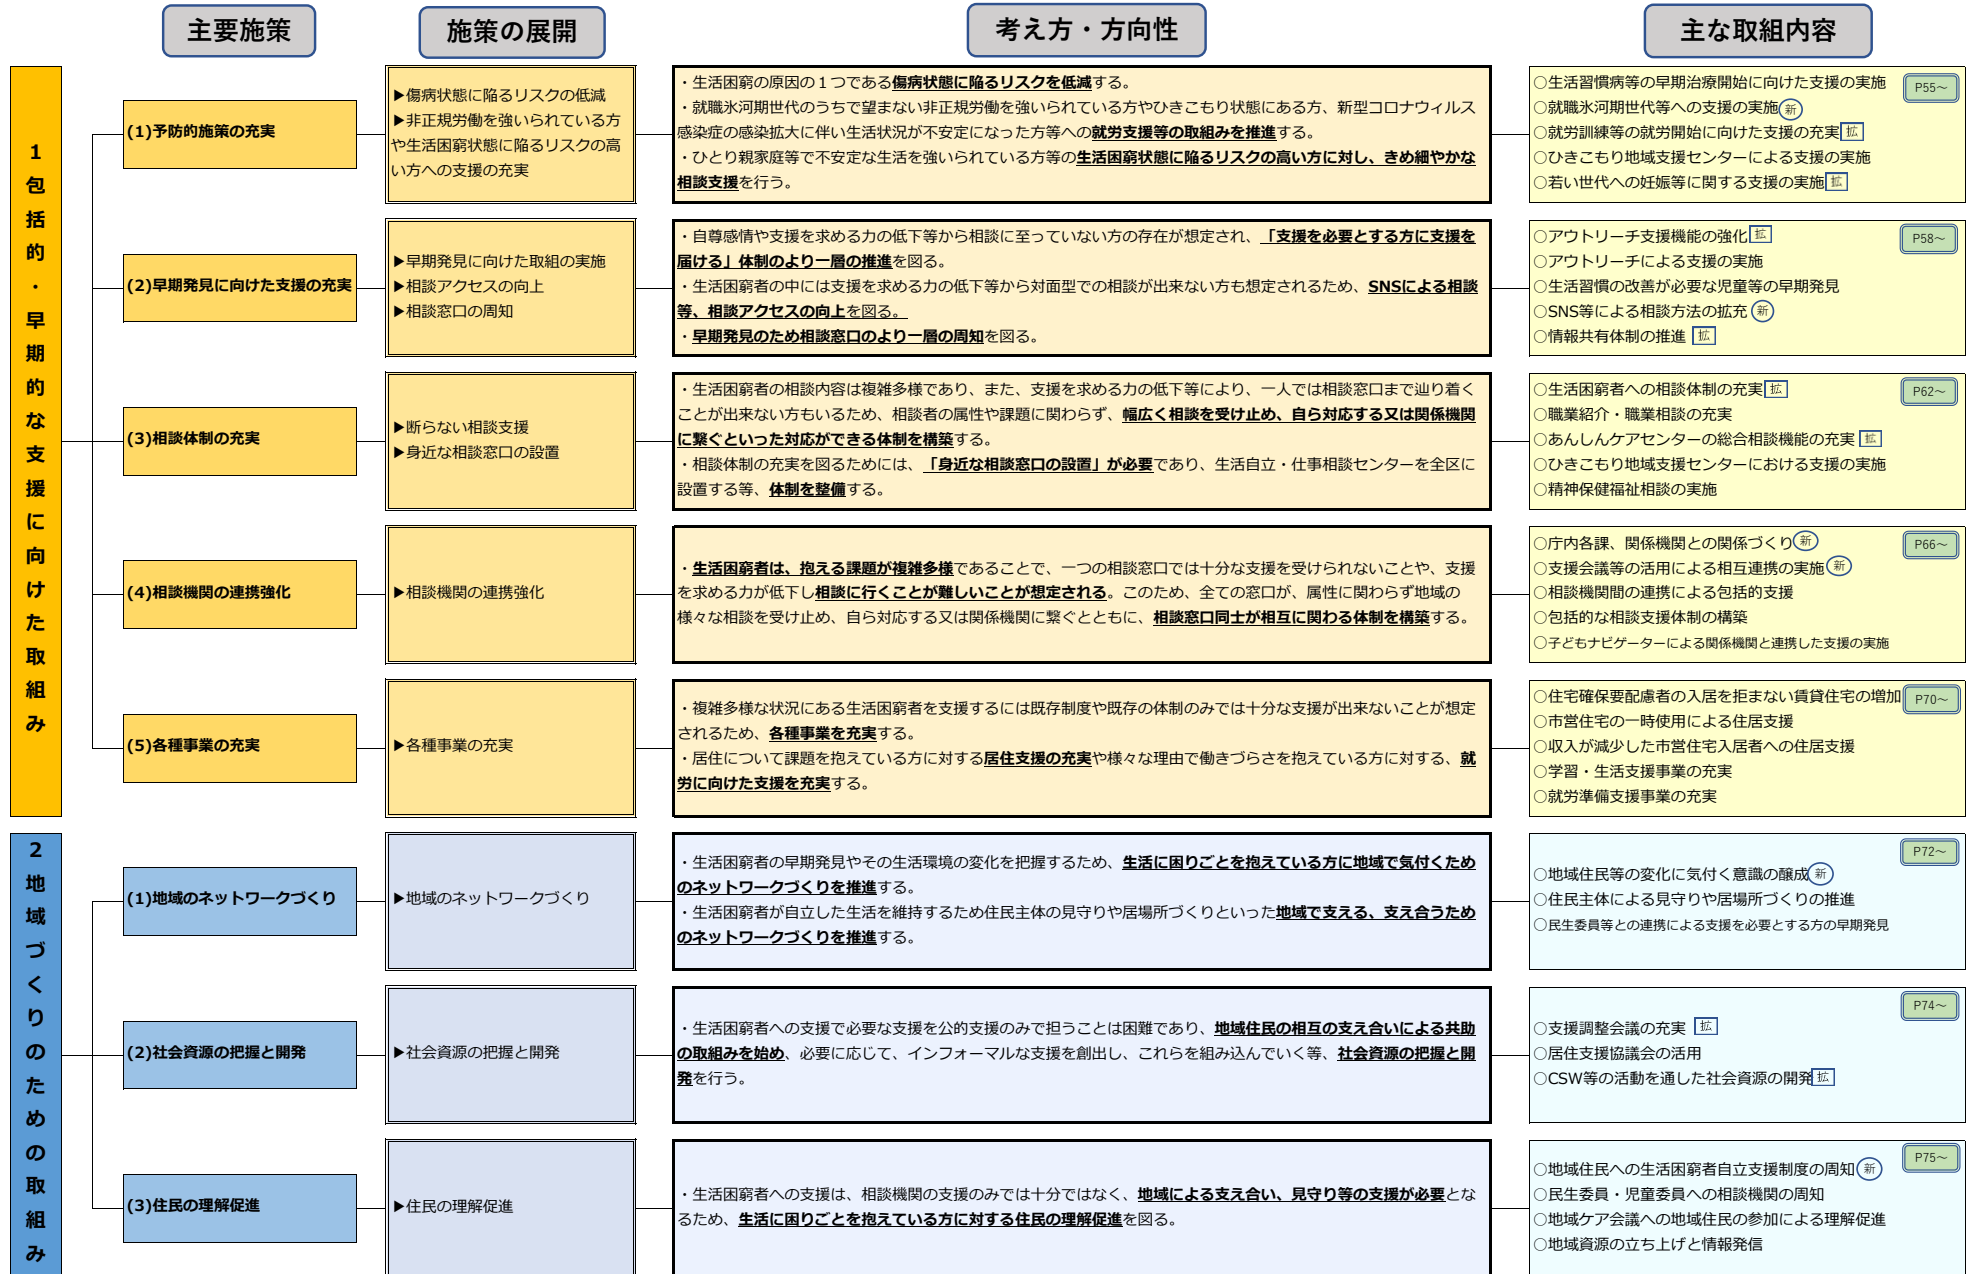 主要施策
施策の展開
考え方・方向性
主な取組内容
1包括的・早期的な支援に向けた取組み
(1)予防的施策の充実
▶傷病状態に陥るリスクの低減
▶非正規労働を強いられている方
や生活困窮状態に陥るリスクの高
い方への支援の充実
・生活困窮の原因の１つである傷病状態に陥るリスクを低減する。
・就職氷河期世代のうちで望まない非正規労働を強いられている方やひきこもり状態にある方、新型コロナウィルス
感染症の感染拡大に伴い生活状況が不安定になった方等への就労支援等の取組みを推進する。
・ひとり親家庭等で不安定な生活を強いられている方等の生活困窮状態に陥るリスクの高い方に対し、きめ細やかな
相談支援を行う。
P55～
○生活習慣病等の早期治療開始に向けた支援の実施
○就職氷河期世代等への支援の実施 新
○就労訓練等の就労開始に向けた支援の充実 拡
○ひきこもり地域支援センターによる支援の実施
○若い世代への妊娠等に関する支援の実施 拡
(2)早期発見に向けた支援の充実
▶早期発見に向けた取組の実施
▶相談アクセスの向上
▶相談窓口の周知
・自尊感情や支援を求める力の低下等から相談に至っていない方の存在が想定され、「支援を必要とする方に支援を
届ける」体制のより一層の推進を図る。
・生活困窮者の中には支援を求める力の低下等から対面型での相談が出来ない方も想定されるため、SNSによる相談
等、相談アクセスの向上を図る。
・早期発見のため相談窓口のより一層の周知を図る。
P58～
○アウトリーチ支援機能の強化 拡
○アウトリーチによる支援の実施
○生活習慣の改善が必要な児童等の早期発見
○SNS等による相談方法の拡充 新
○情報共有体制の推進 拡
(3)相談体制の充実
▶断らない相談支援
▶身近な相談窓口の設置
・生活困窮者の相談内容は複雑多様であり、また、支援を求める力の低下等により、一人では相談窓口まで辿り着く
ことが出来ない方もいるため、相談者の属性や課題に関わらず、幅広く相談を受け止め、自ら対応する又は関係機関
に繋ぐといった対応ができる体制を構築する。
・相談体制の充実を図るためには、「身近な相談窓口の設置」が必要であり、生活自立・仕事相談センターを全区に
設置する等、体制を整備する。
P62～
○生活困窮者への相談体制の充実 拡
○職業紹介・職業相談の充実
○あんしんケアセンターの総合相談機能の充実 拡
○ひきこもり地域支援センターにおける支援の実施
○精神保健福祉相談の実施
(4)相談機関の連携強化
▶相談機関の連携強化
・生活困窮者は、抱える課題が複雑多様であることで、一つの相談窓口では十分な支援を受けられないことや、支援
を求める力が低下し相談に行くことが難しいことが想定される。このため、全ての窓口が、属性に関わらず地域の
様々な相談を受け止め、自ら対応する又は関係機関に繋ぐとともに、相談窓口同士が相互に関わる体制を構築する。
P66～
○庁内各課、関係機関との関係づくり 新
○支援会議等の活用による相互連携の実施 新
○相談機関間の連携による包括的支援
○包括的な相談支援体制の構築
○子どもナビゲーターによる関係機関と連携した支援の実施
(5)各種事業の充実
▶各種事業の充実
・複雑多様な状況にある生活困窮者を支援するには既存制度や既存の体制のみでは十分な支援が出来ないことが想定
されるため、各種事業を充実する。
・居住について課題を抱えている方に対する居住支援の充実や様々な理由で働きづらさを抱えている方に対する、就
労に向けた支援を充実する。
P70～
○住宅確保要配慮者の入居を拒まない賃貸住宅の増加
○市営住宅の一時使用による住居支援
○収入が減少した市営住宅入居者への住居支援
○学習・生活支援事業の充実
○就労準備支援事業の充実
2地域づくりのための取組み
(1)地域のネットワークづくり
▶地域のネットワークづくり
・生活困窮者の早期発見やその生活環境の変化を把握するため、生活に困りごとを抱えている方に地域で気付くため
のネットワークづくりを推進する。
・生活困窮者が自立した生活を維持するため住民主体の見守りや居場所づくりといった地域で支える、支え合うため
のネットワークづくりを推進する。
P72～
○地域住民等の変化に気付く意識の醸成 新
○住民主体による見守りや居場所づくりの推進
○民生委員等との連携による支援を必要とする方の早期発見
(2)社会資源の把握と開発
▶社会資源の把握と開発
・生活困窮者への支援で必要な支援を公的支援のみで担うことは困難であり、地域住民の相互の支え合いによる共助
の取組みを始め、必要に応じて、インフォーマルな支援を創出し、これらを組み込んでいく等、社会資源の把握と開
発を行う。
P74～
○支援調整会議の充実 拡
○居住支援協議会の活用
○CSW等の活動を通した社会資源の開発 拡
(3)住民の理解促進
▶住民の理解促進
・生活困窮者への支援は、相談機関の支援のみでは十分ではなく、地域による支え合い、見守り等の支援が必要とな
るため、生活に困りごとを抱えている方に対する住民の理解促進を図る。
P75～
○地域住民への生活困窮者自立支援制度の周知 新
○民生委員・児童委員への相談機関の周知
○地域ケア会議への地域住民の参加による理解促進
○地域資源の立ち上げと情報発信